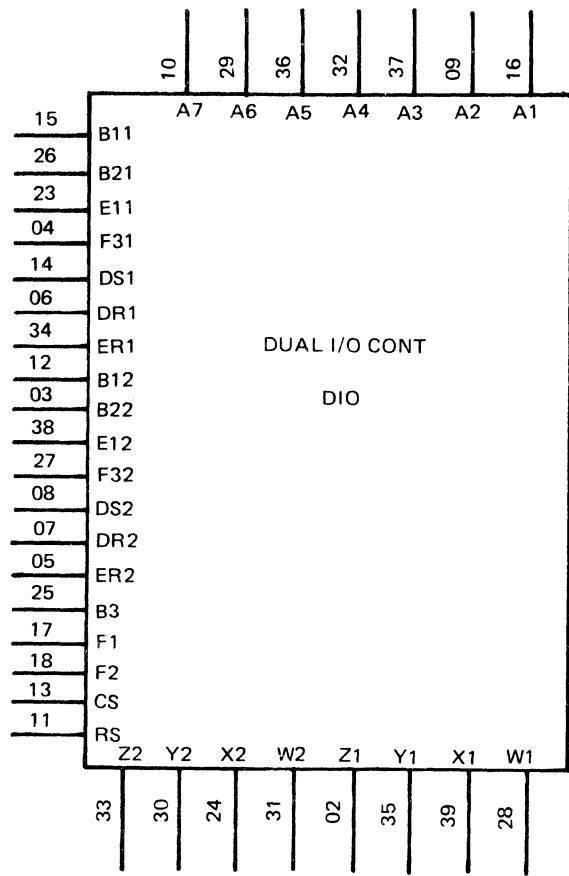 10 29 36 32 37 09 16
A7 A6 A5 A4 A3 A2 A1
15 B11
26 B21
23 E11
04 F31
14 DS1
06 DR1
34 ER1
DUAL I/O CONT
12 B12
DIO
03 B22
38 E12
27 F32
08 DS2
07 DR2
05 ER2
25 B3
17 F1
18 F2
13 CS
11 RS
Z2 Y2 X2 W2 Z1 Y1 X1 W1
33 30 24 31 02 35 39 28